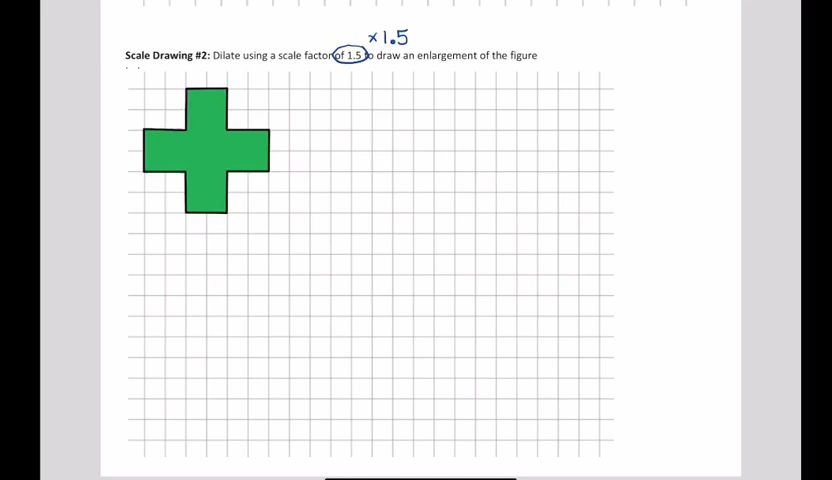 ×1.5
Scale Drawing #2: Dilate using a scale factor of 1.5 to draw an enlargement of the figure